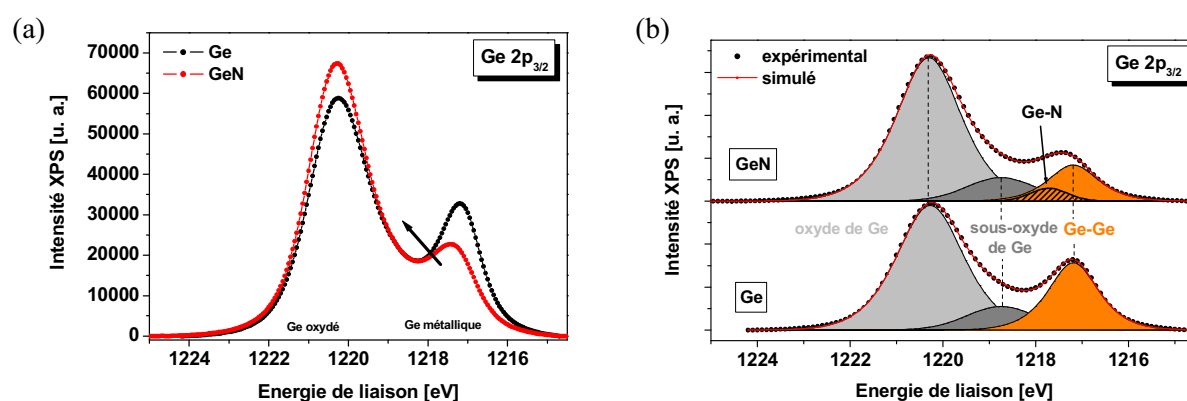 (a)
Intensité XPS [u. a.]
70000
60000
50000
40000
30000
20000
10000
0
Ge
GeN
Ge 2p3/2
Ge oxydé
Ge métallique
1224 1222 1220 1218 1216
Energie de liaison [eV]
(b)
Intensité XPS [u. a.]
expérimental
simulé
Ge 2p3/2
Ge-N
GeN
oxyde de Ge
sous-oxyde
de Ge
Ge-Ge
Ge
1224 1222 1220 1218 1216
Energie de liaison [eV]